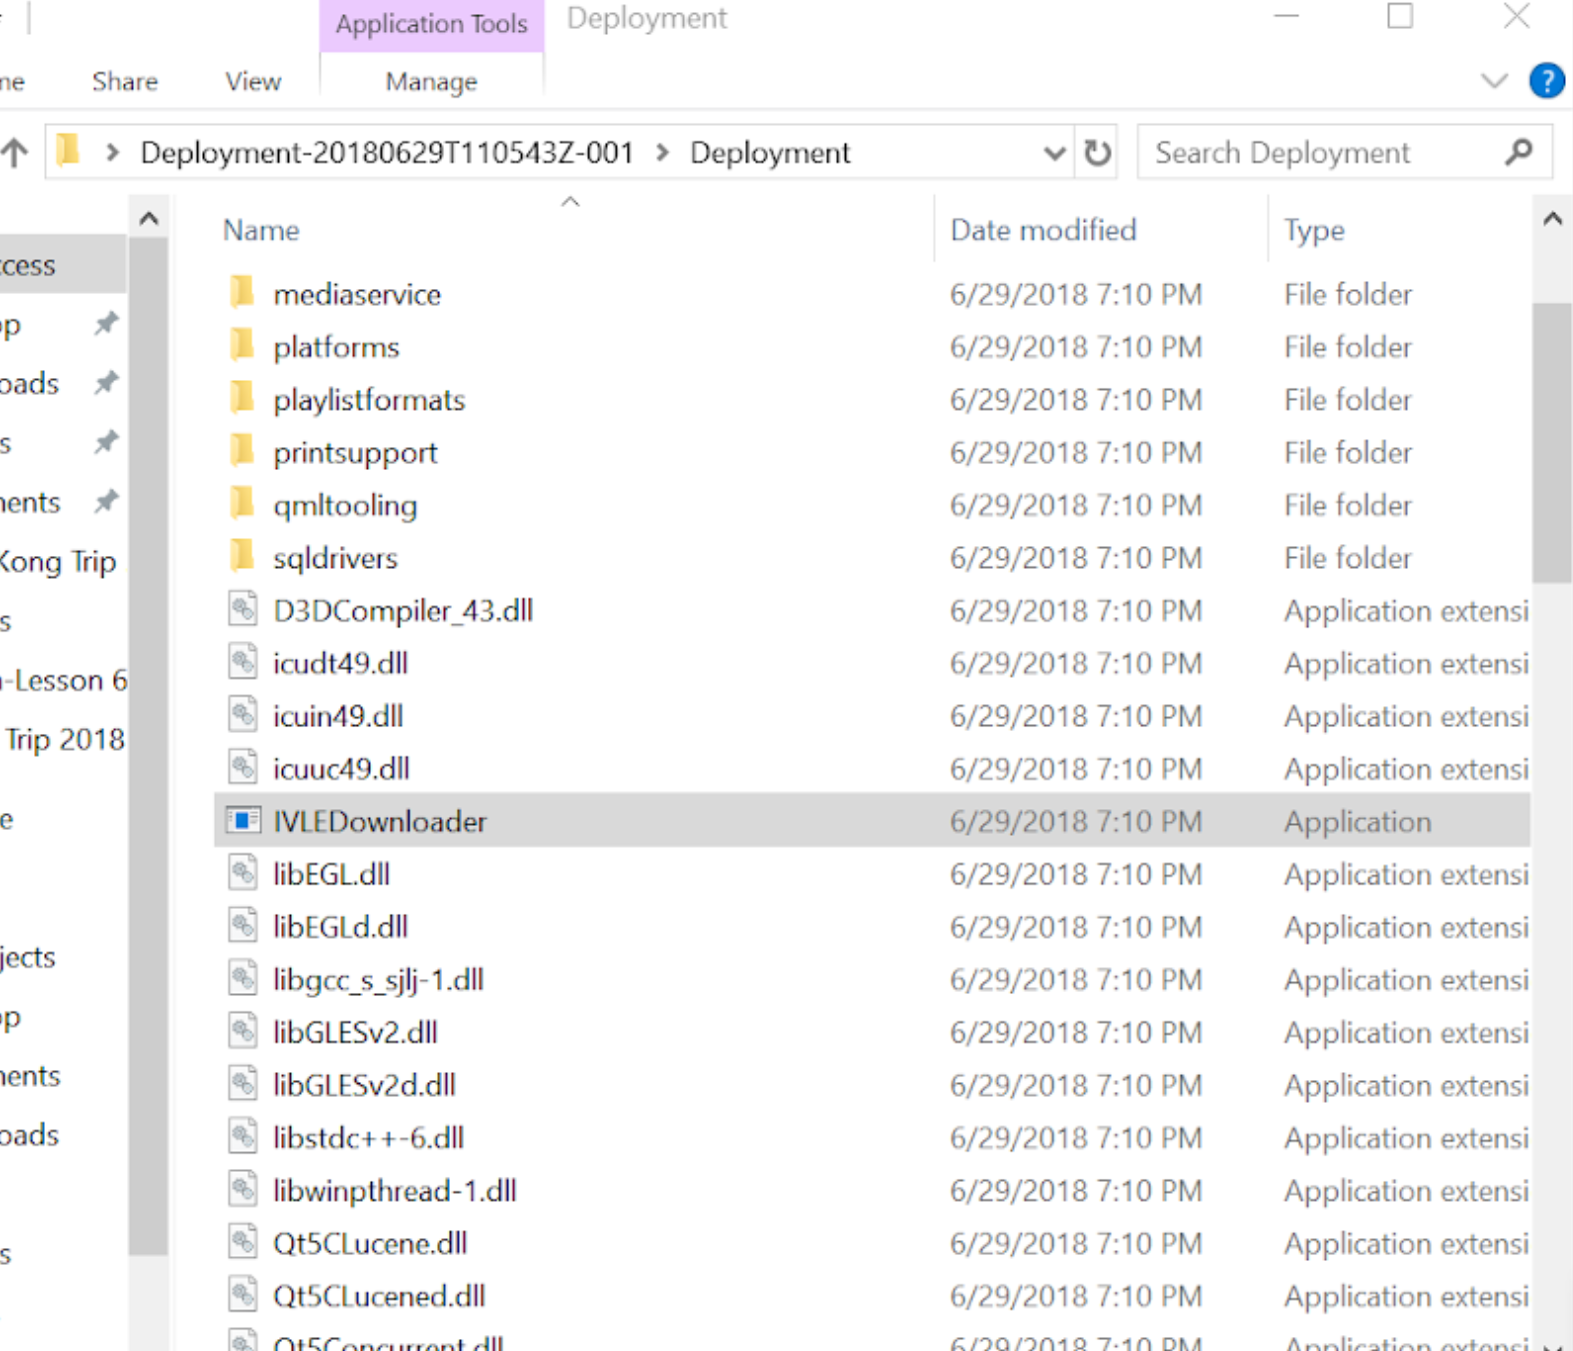 Application Tools Deployment
me Share View Manage
Deployment-20180629T110543Z-001 > Deployment Search Deployment
Name Date modified Type
ccess
mediaservice 6/29/2018 7:10 PM File folder
op
platforms 6/29/2018 7:10 PM File folder
oads
playlistformats 6/29/2018 7:10 PM File folder
s
printsupport 6/29/2018 7:10 PM File folder
ments
qmltooling 6/29/2018 7:10 PM File folder
Kong Trip
sqldrivers 6/29/2018 7:10 PM File folder
s
D3DCompiler_43.dll 6/29/2018 7:10 PM Application extensi
icudt49.dll 6/29/2018 7:10 PM Application extensi
-Lesson 6
icuin49.dll 6/29/2018 7:10 PM Application extensi
Trip 2018
icuuc49.dll 6/29/2018 7:10 PM Application extensi
e
IVLEDownloader 6/29/2018 7:10 PM Application
libEGL.dll 6/29/2018 7:10 PM Application extensi
libEGLd.dll 6/29/2018 7:10 PM Application extensi
jects
libgcc_s_sjlj-1.dll 6/29/2018 7:10 PM Application extensi
op
libGLESv2.dll 6/29/2018 7:10 PM Application extensi
ments
libGLESv2d.dll 6/29/2018 7:10 PM Application extensi
oads
libstdc++-6.dll 6/29/2018 7:10 PM Application extensi
libwinpthread-1.dll 6/29/2018 7:10 PM Application extensi
s
Qt5CLucene.dll 6/29/2018 7:10 PM Application extensi
Qt5CLucened.dll 6/29/2018 7:10 PM Application extensi
Qt5Concurrent.dll 6/29/2018 7:10 PM Application extensi